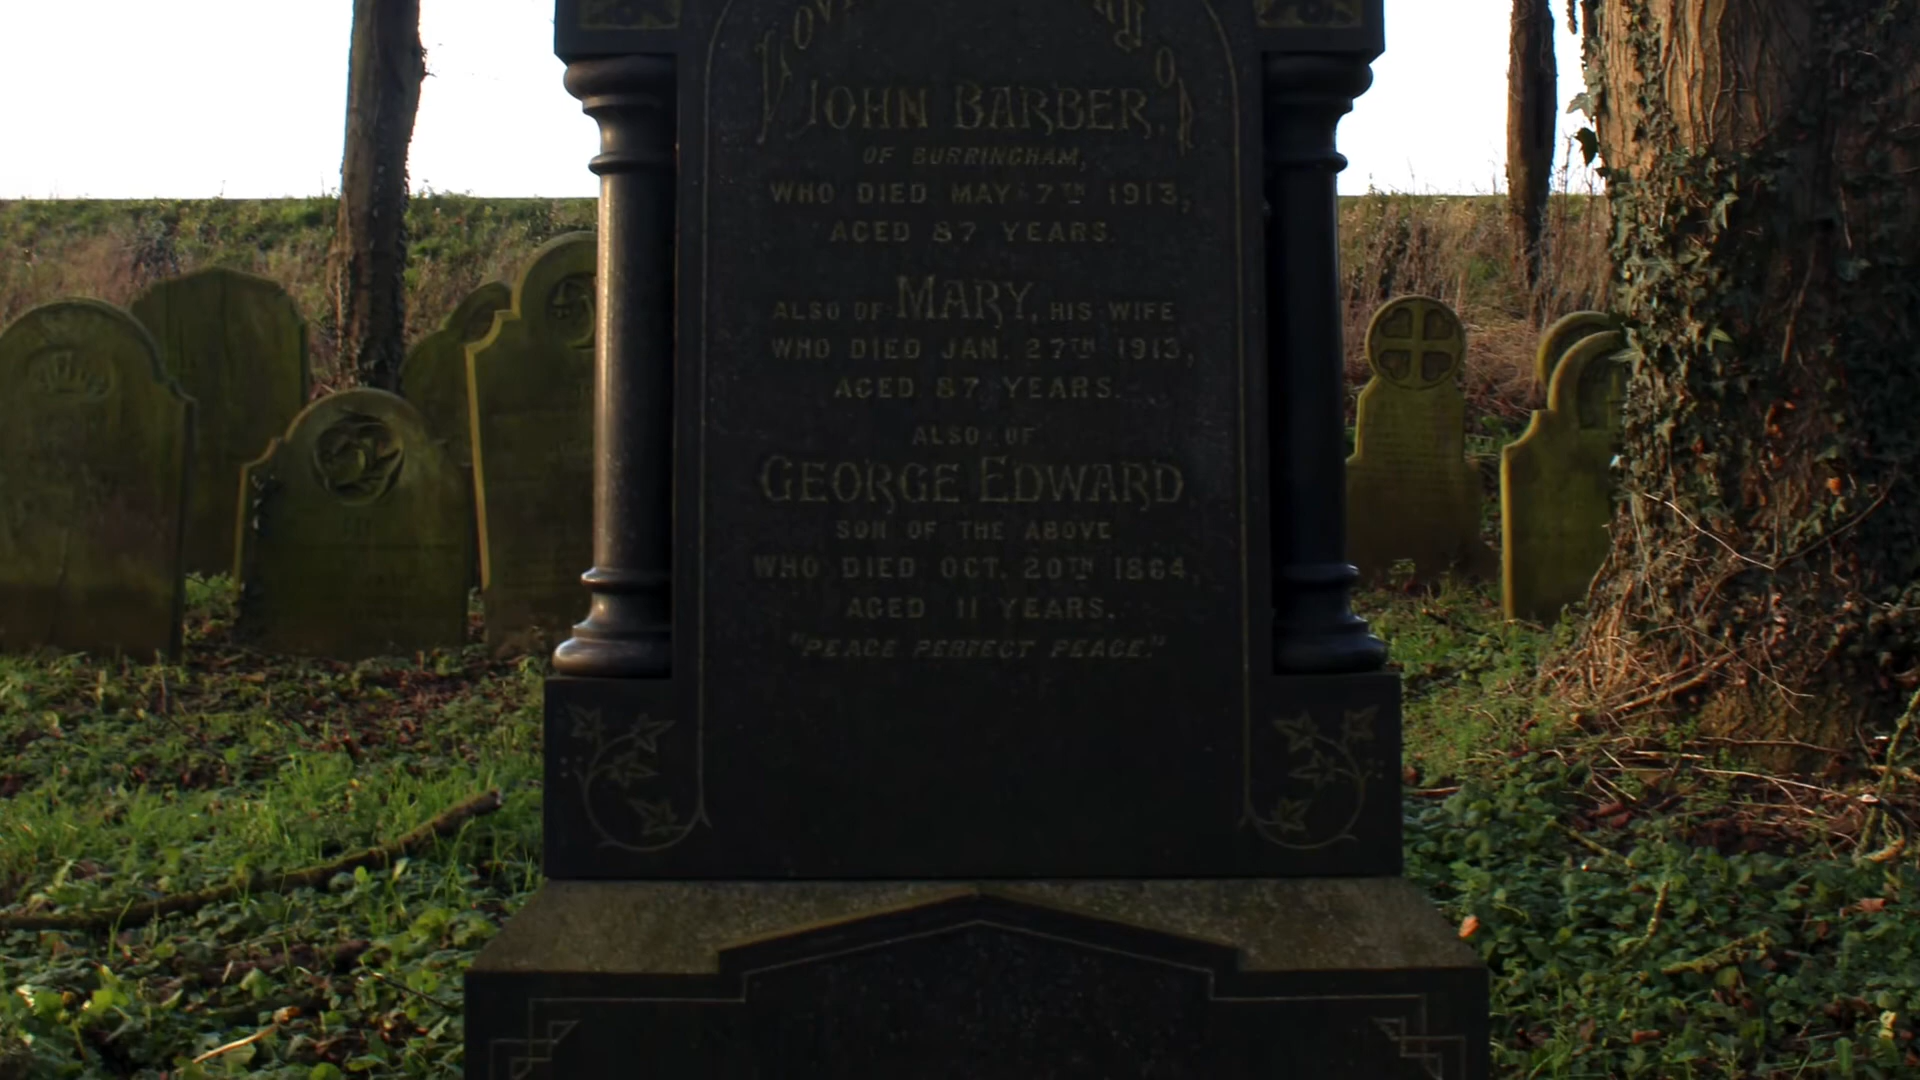 JOHN BARBER,
OF BURRINGHAM,
WHO DIED MAY 7TH 1913,
AGED 87 YEARS.
ALSO OF MARY, HIS WIFE
WHO DIED JAN. 27TH 1913,
AGED 87 YEARS.
ALSO OF
GEORGE EDWARD
SON OF THE ABOVE
WHO DIED OCT. 20TH 1864,
AGED 11 YEARS.
"PEACE PERFECT PEACE."